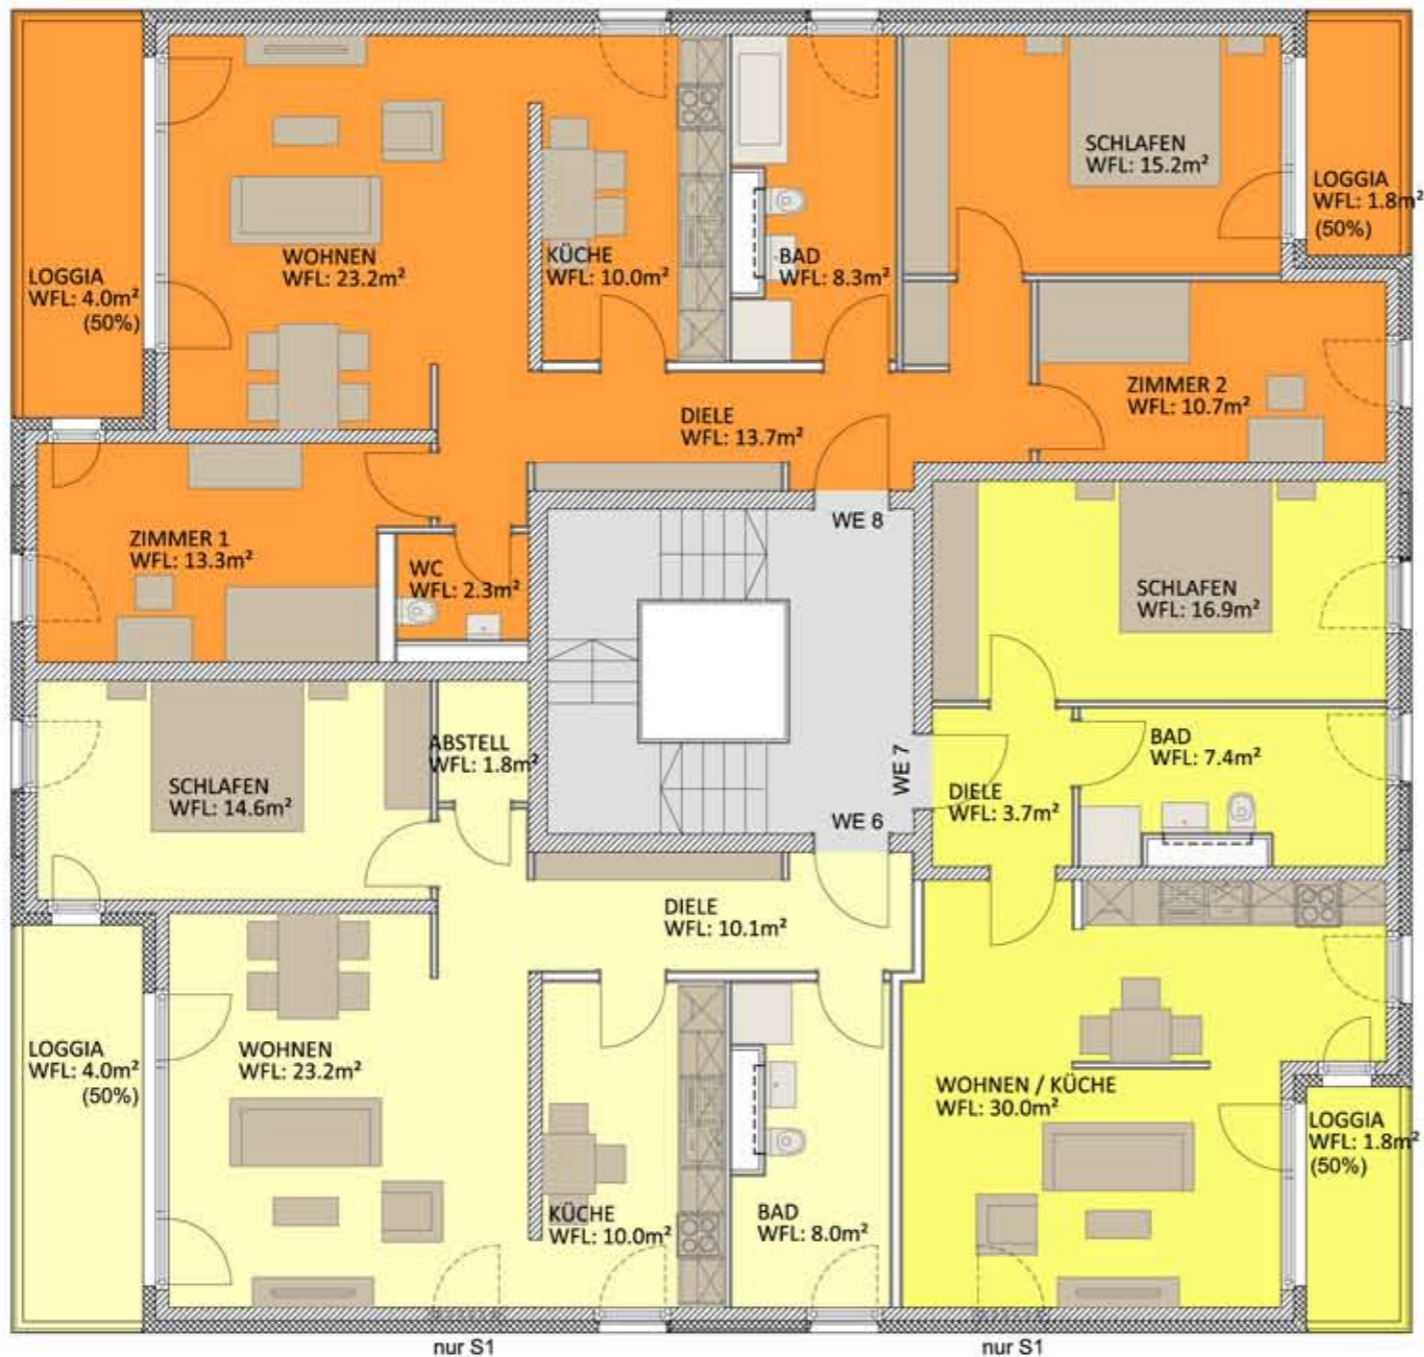 SCHLAFEN
WFL: 15.2m²
LOGGIA
WFL: 1.8m²
(50%)
WOHNEN
WFL: 23.2m²
KÜCHE
WFL: 10.0m²
BAD
WFL: 8.3m²
LOGGIA
WFL: 4.0m²
(50%)
ZIMMER 2
WFL: 10.7m²
DIELE
WFL: 13.7m²
ZIMMER 1
WFL: 13.3m²
WC
WFL: 2.3m²
WE 8
SCHLAFEN
WFL: 16.9m²
ABSTELL
WFL: 1.8m²
SCHLAFEN
WFL: 14.6m²
WE 7
WE 6
BAD
WFL: 7.4m²
DIELE
WFL: 3.7m²
DIELE
WFL: 10.1m²
LOGGIA
WFL: 4.0m²
(50%)
WOHNEN
WFL: 23.2m²
WOHNEN / KÜCHE
WFL: 30.0m²
LOGGIA
WFL: 1.8m²
(50%)
KÜCHE
WFL: 10.0m²
BAD
WFL: 8.0m²
nur S1
nur S1